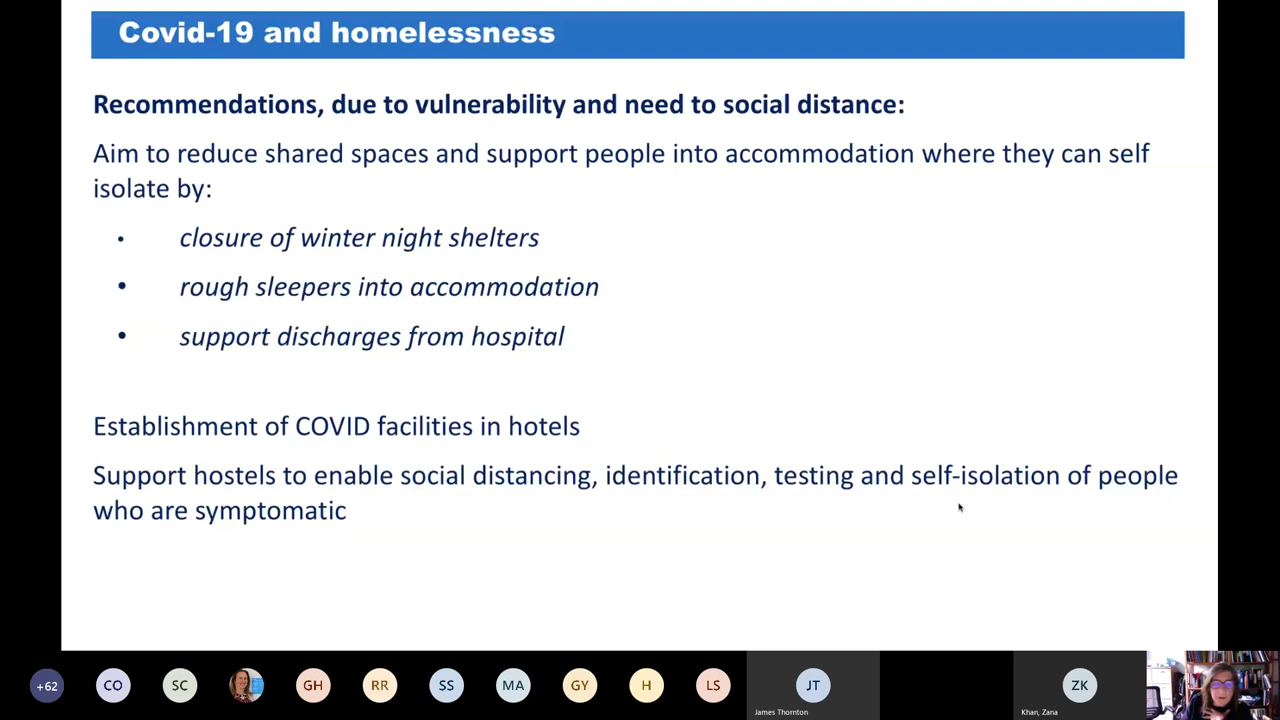 Covid-19 and homelessness
Recommendations, due to vulnerability and need to social distance:
Aim to reduce shared spaces and support people into accommodation where they can self
isolate by:
• closure of winter night shelters
• rough sleepers into accommodation
• support discharges from hospital
Establishment of COVID facilities in hotels
Support hostels to enable social distancing, identification, testing and self-isolation of people
who are symptomatic
+62 CO SC GH RR SS MA GY H LS JT ZK
James Thornton Khan, Zana